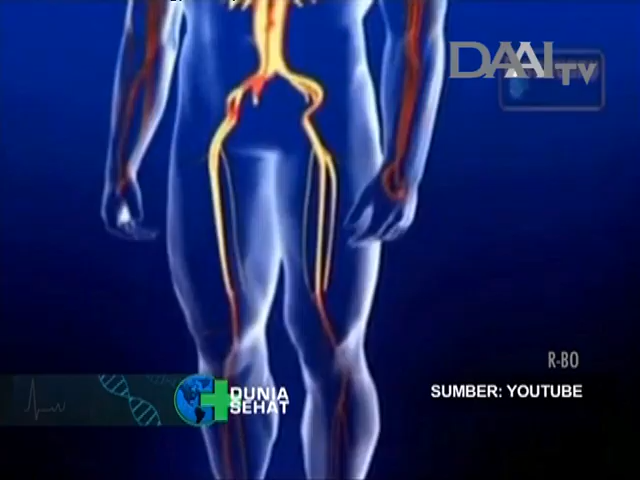 DAAI TV
R-BO
SUMBER: YOUTUBE
DUNIA
SEHAT